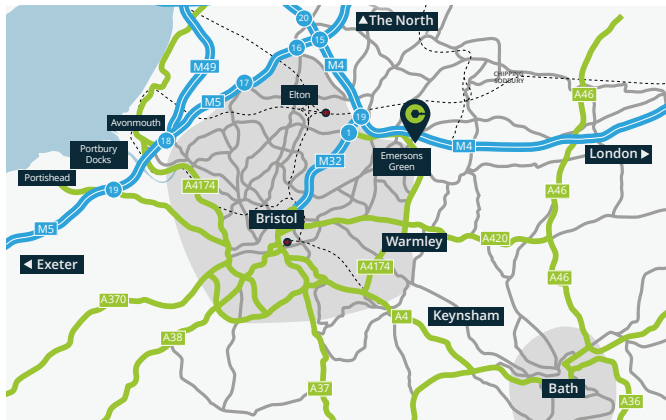 20
▲The North
15
16
M49
M4
17
M5
CHIPPING
SODBURY
A46
Elton
19
Avonmouth
1
18
M32
M4
London ▶
Portbury
Docks
Emersons
Green
Portishead
19
A4174
A46
Bristol
M5
Warmley
A420
◀ Exeter
A4174
A46
A370
Keynsham
A4
A38
A37
Bath
A36